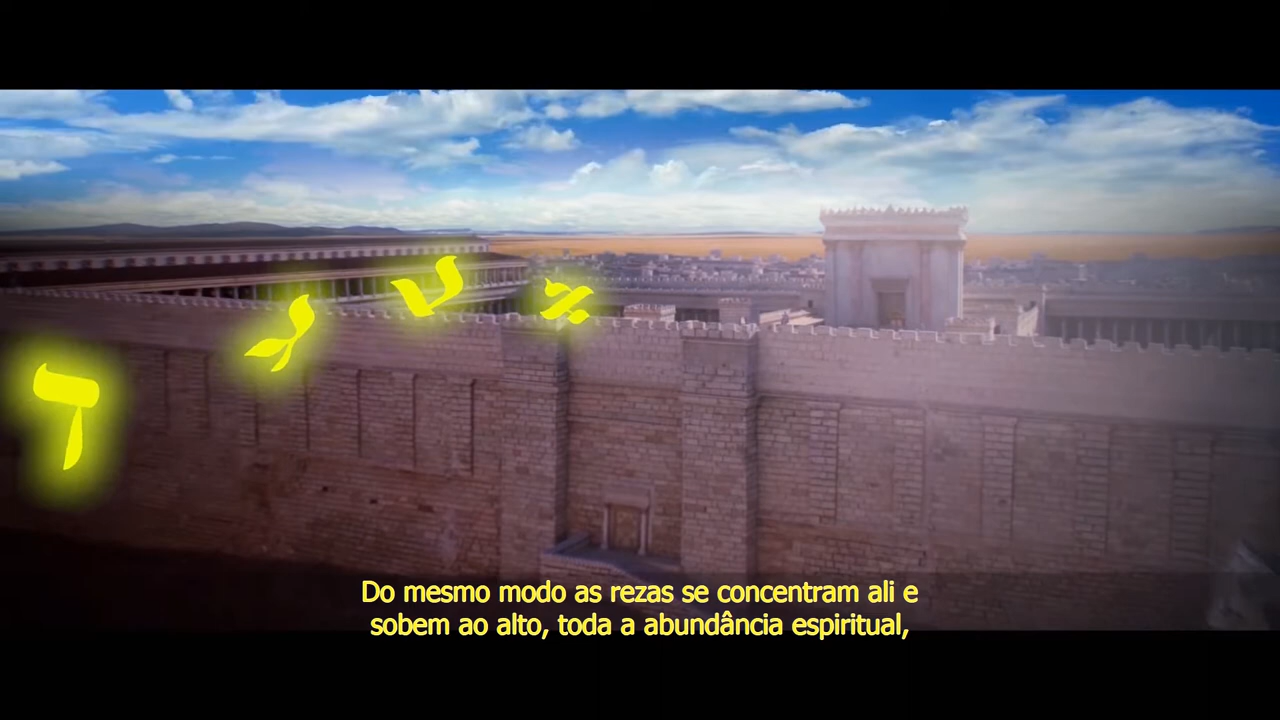 א ש ג ד
Do mesmo modo as rezas se concentram ali e
sobem ao alto, toda a abundância espiritual,